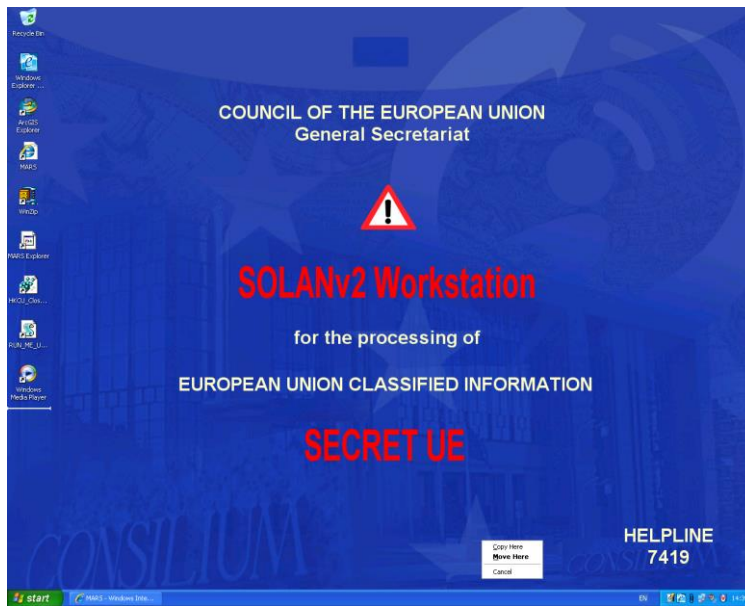 Recycle Bin
Windows
Explorer ...
ArcGIS
Explorer
MARS
WinZip
MARS Explorer
RUN_ME_U...
Windows
Media Player
COUNCIL OF THE EUROPEAN UNION
General Secretariat
SOLANv2 Workstation
for the processing of
EUROPEAN UNION CLASSIFIED INFORMATION
SECRET UE
CONSILIUM
CONSILIUM
HELPLINE
7419
Copy Here
Move Here
Cancel
start
MARS - Windows Inte...
EN